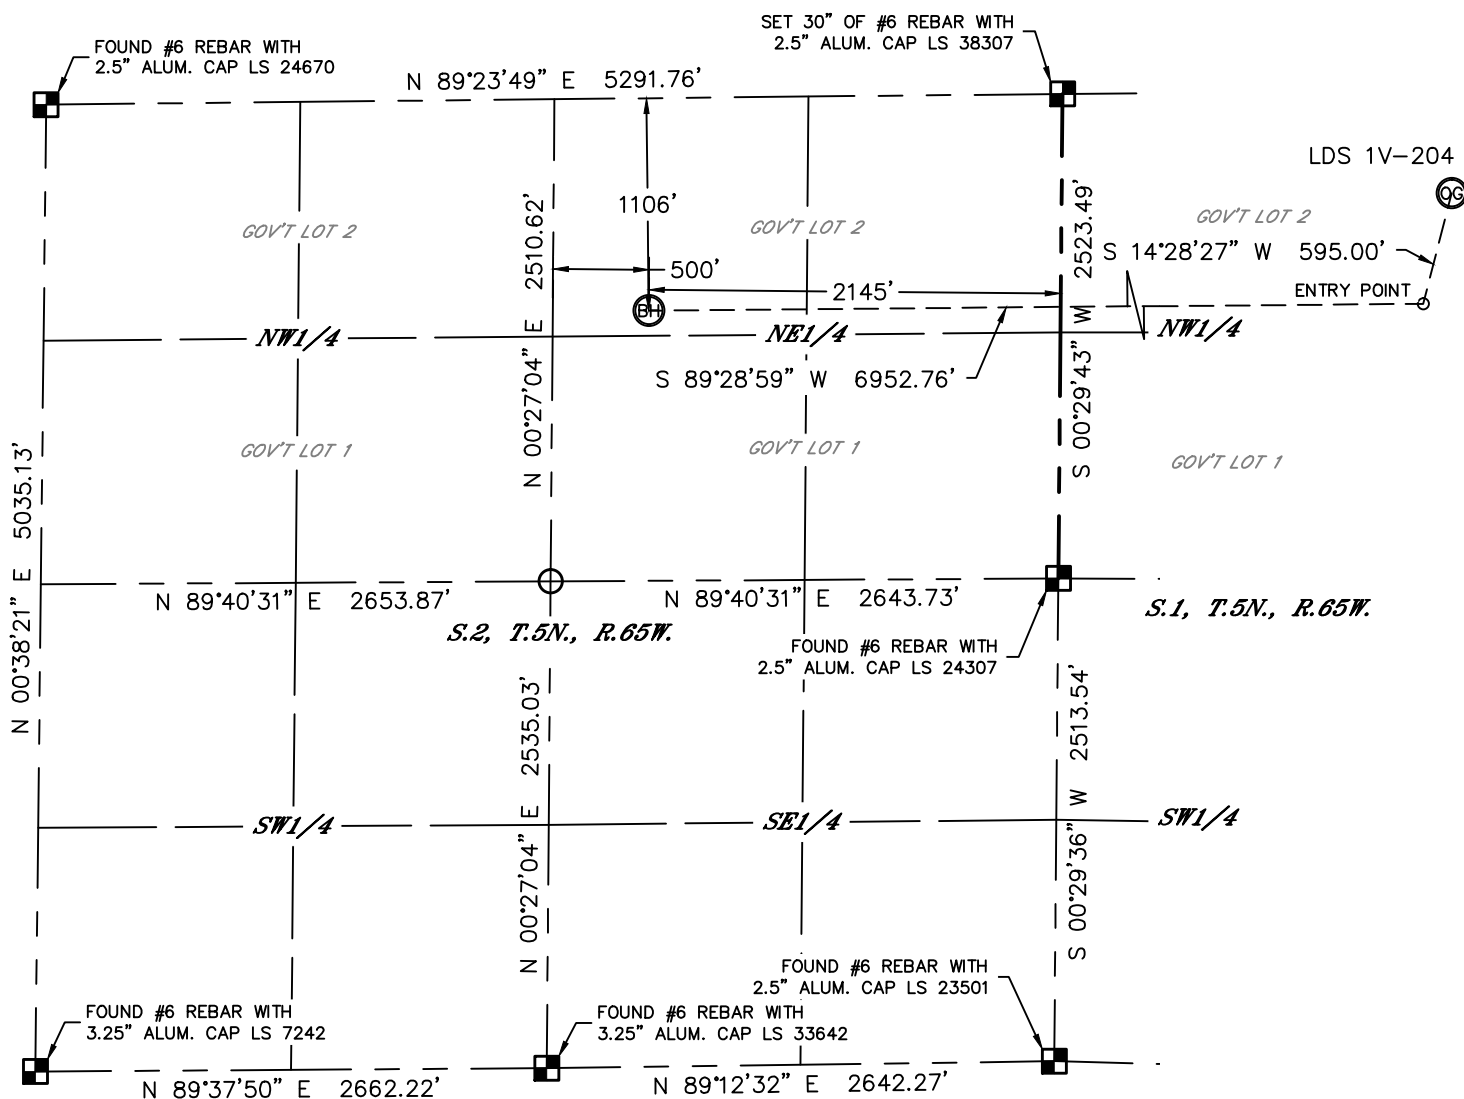 SET 30” OF #6 REBAR WITH
2.5” ALUM. CAP LS 38307
FOUND #6 REBAR WITH
2.5” ALUM. CAP LS 24670
N 89°23'49” E 5291.76'
LDS 1V-204
OG
2510.62'
1106'
2523.49'
GOV'T LOT 2
GOV'T LOT 2
GOV'T LOT 2
S 14°28'27” W 595.00'
500'
2145'
ENTRY POINT
BH
E
W
NW1/4
NE1/4
NW1/4
S 89°28'59” W 6952.76'
N 00°27'04”
S 00°29'43”
GOV'T LOT 1
GOV'T LOT 1
GOV'T LOT 1
N 00°38'21” E 5035.13'
N 89°40'31” E 2653.87'
N 89°40'31” E 2643.73'
S.1, T.5N., R.65W.
S.2, T.5N., R.65W.
FOUND #6 REBAR WITH
2.5” ALUM. CAP LS 24307
N 00°27'04” E 2535.03'
S 00°29'36” W 2513.54'
SW1/4
SE1/4
SW1/4
FOUND #6 REBAR WITH
2.5” ALUM. CAP LS 23501
FOUND #6 REBAR WITH
3.25” ALUM. CAP LS 7242
FOUND #6 REBAR WITH
3.25” ALUM. CAP LS 33642
N 89°37'50” E 2662.22'
N 89°12'32” E 2642.27'